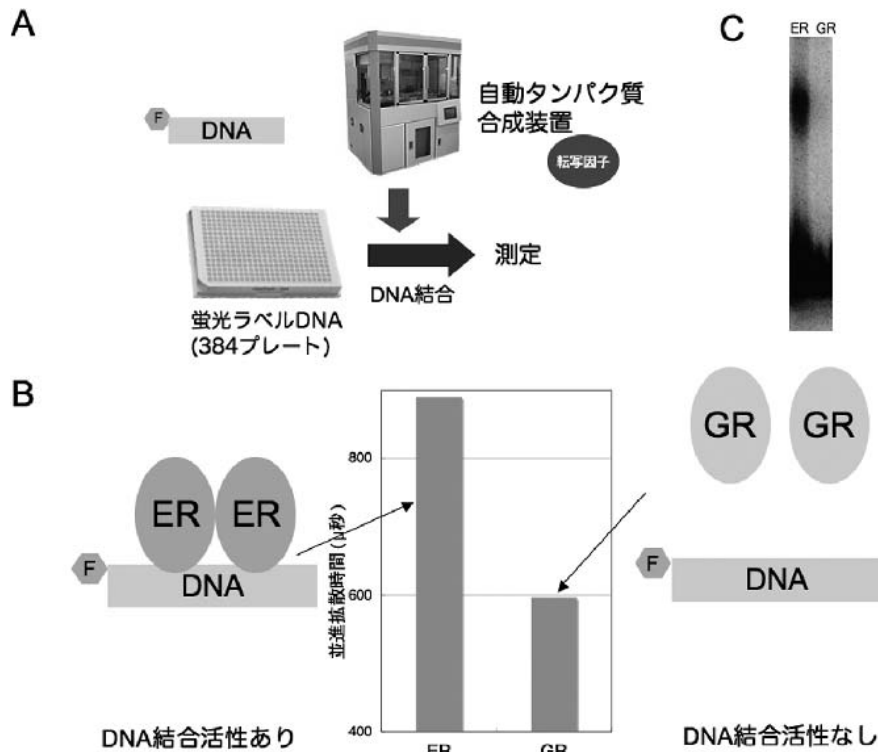 A
F
DNA
自動タンパク質
合成装置
転写因子
測定
DNA結合
蛍光ラベルDNA
(384プレート)
C
ER GR
B
ER ER
F
DNA
DNA結合活性あり
並進拡散時間(μ秒)
800
600
400
ER GR
GR GR
F
DNA
DNA結合活性なし